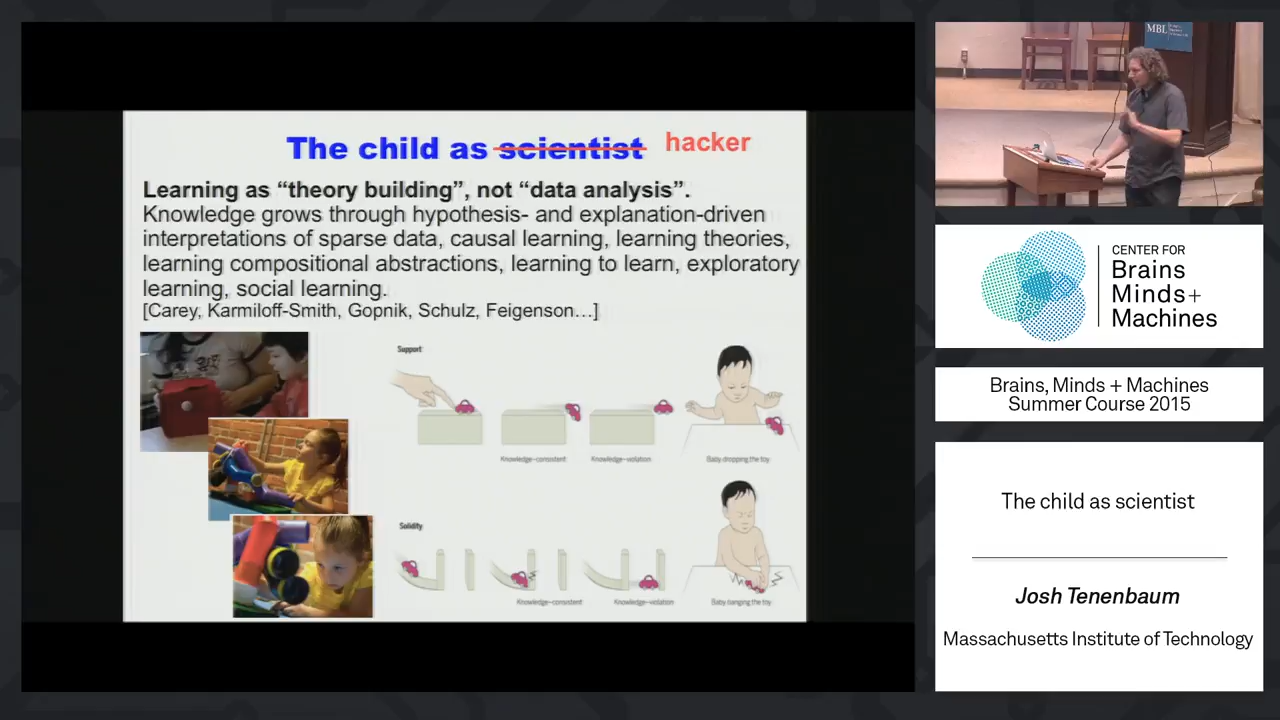 The child as scientist hacker
Learning as “theory building”, not “data analysis”.
Knowledge grows through hypothesis- and explanation-driven
interpretations of sparse data, causal learning, learning theories,
learning compositional abstractions, learning to learn, exploratory
learning, social learning.
[Carey, Karmiloff-Smith, Gopnik, Schulz, Feigenson…]
Support
Knowledge-consistent
Knowledge-violation
Baby dropping the toy
Solidity
Knowledge-consistent
Knowledge-violation
Baby banging the toy
MBL
CENTER FOR
Brains
Minds+
Machines
Brains, Minds + Machines
Summer Course 2015
The child as scientist
Josh Tenenbaum
Massachusetts Institute of Technology